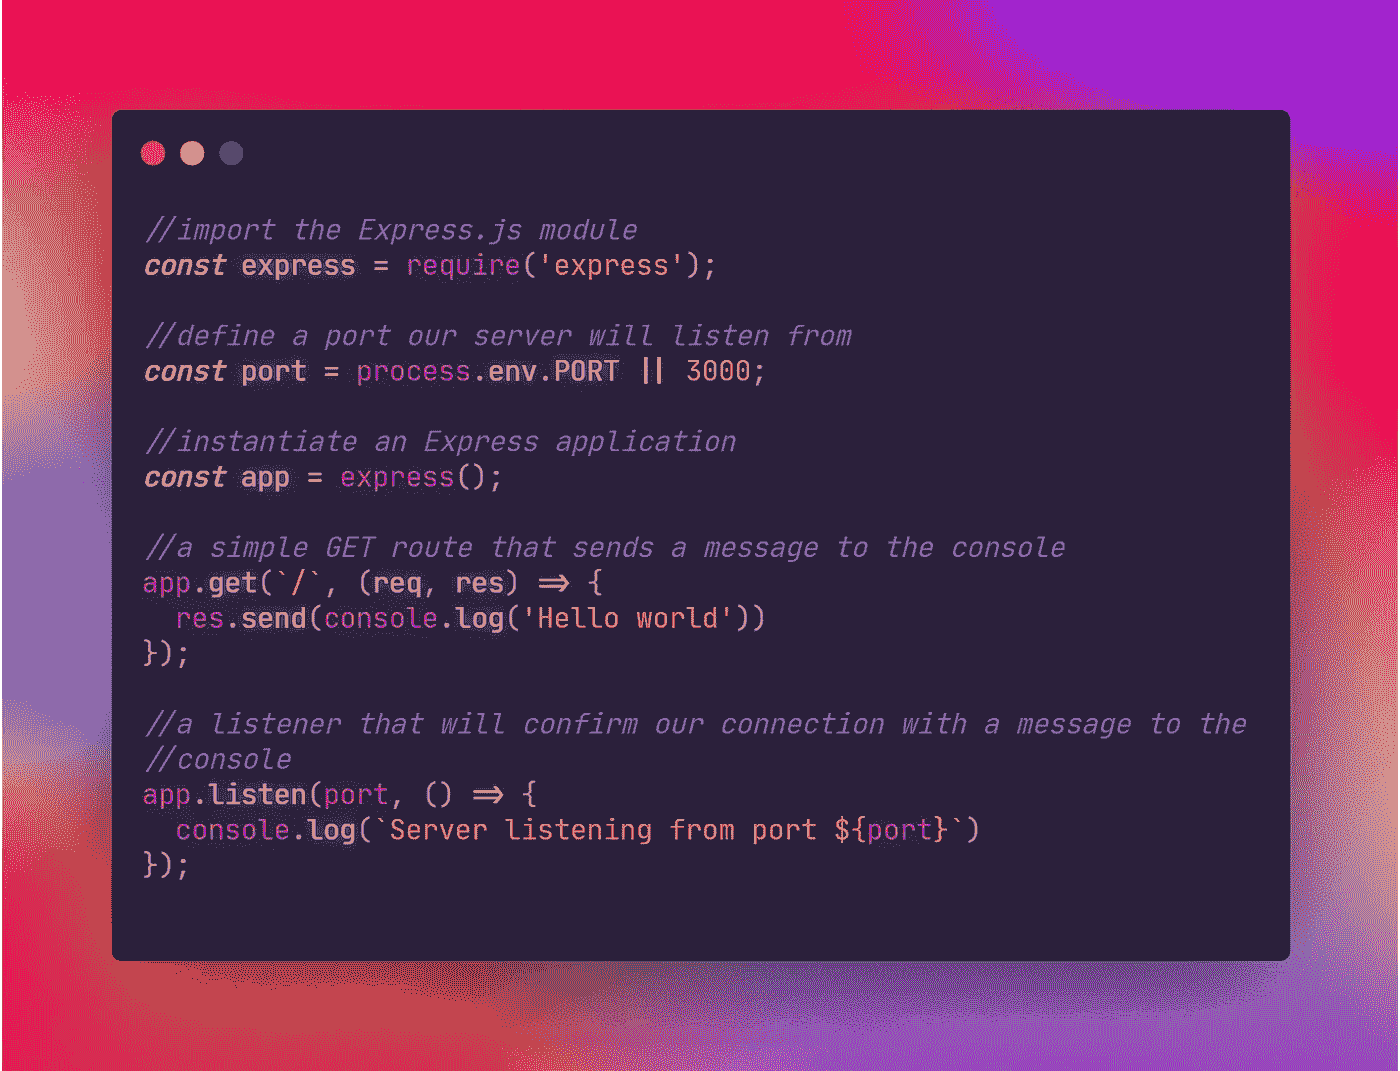 //import the Express.js module
const express = require('express');
//define a port our server will listen from
const port = process.env.PORT || 3000;
//instantiate an Express application
const app = express();
//a simple GET route that sends a message to the console
app.get(`/`, (req, res) => {
  res.send(console.log('Hello world'))
});
//a listener that will confirm our connection with a message to the
//console
app.listen(port, () => {
  console.log(`Server listening from port ${port}`)
});